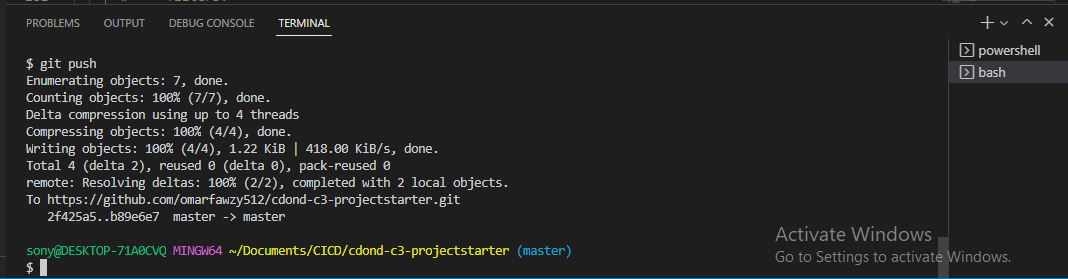 PROBLEMS OUTPUT DEBUG CONSOLE TERMINAL
powershell
bash
$ git push
Enumerating objects: 7, done.
Counting objects: 100% (7/7), done.
Delta compression using up to 4 threads
Compressing objects: 100% (4/4), done.
Writing objects: 100% (4/4), 1.22 KiB | 418.00 KiB/s, done.
Total 4 (delta 2), reused 0 (delta 0), pack-reused 0
remote: Resolving deltas: 100% (2/2), completed with 2 local objects.
To https://github.com/omarfawzy512/cdond-c3-projectstarter.git
   2f425a5..b89e6e7  master -> master
sony@DESKTOP-71A0CVQ MINGW64 ~/Documents/CICD/cdond-c3-projectstarter (master)
$
Activate Windows
Go to Settings to activate Windows.